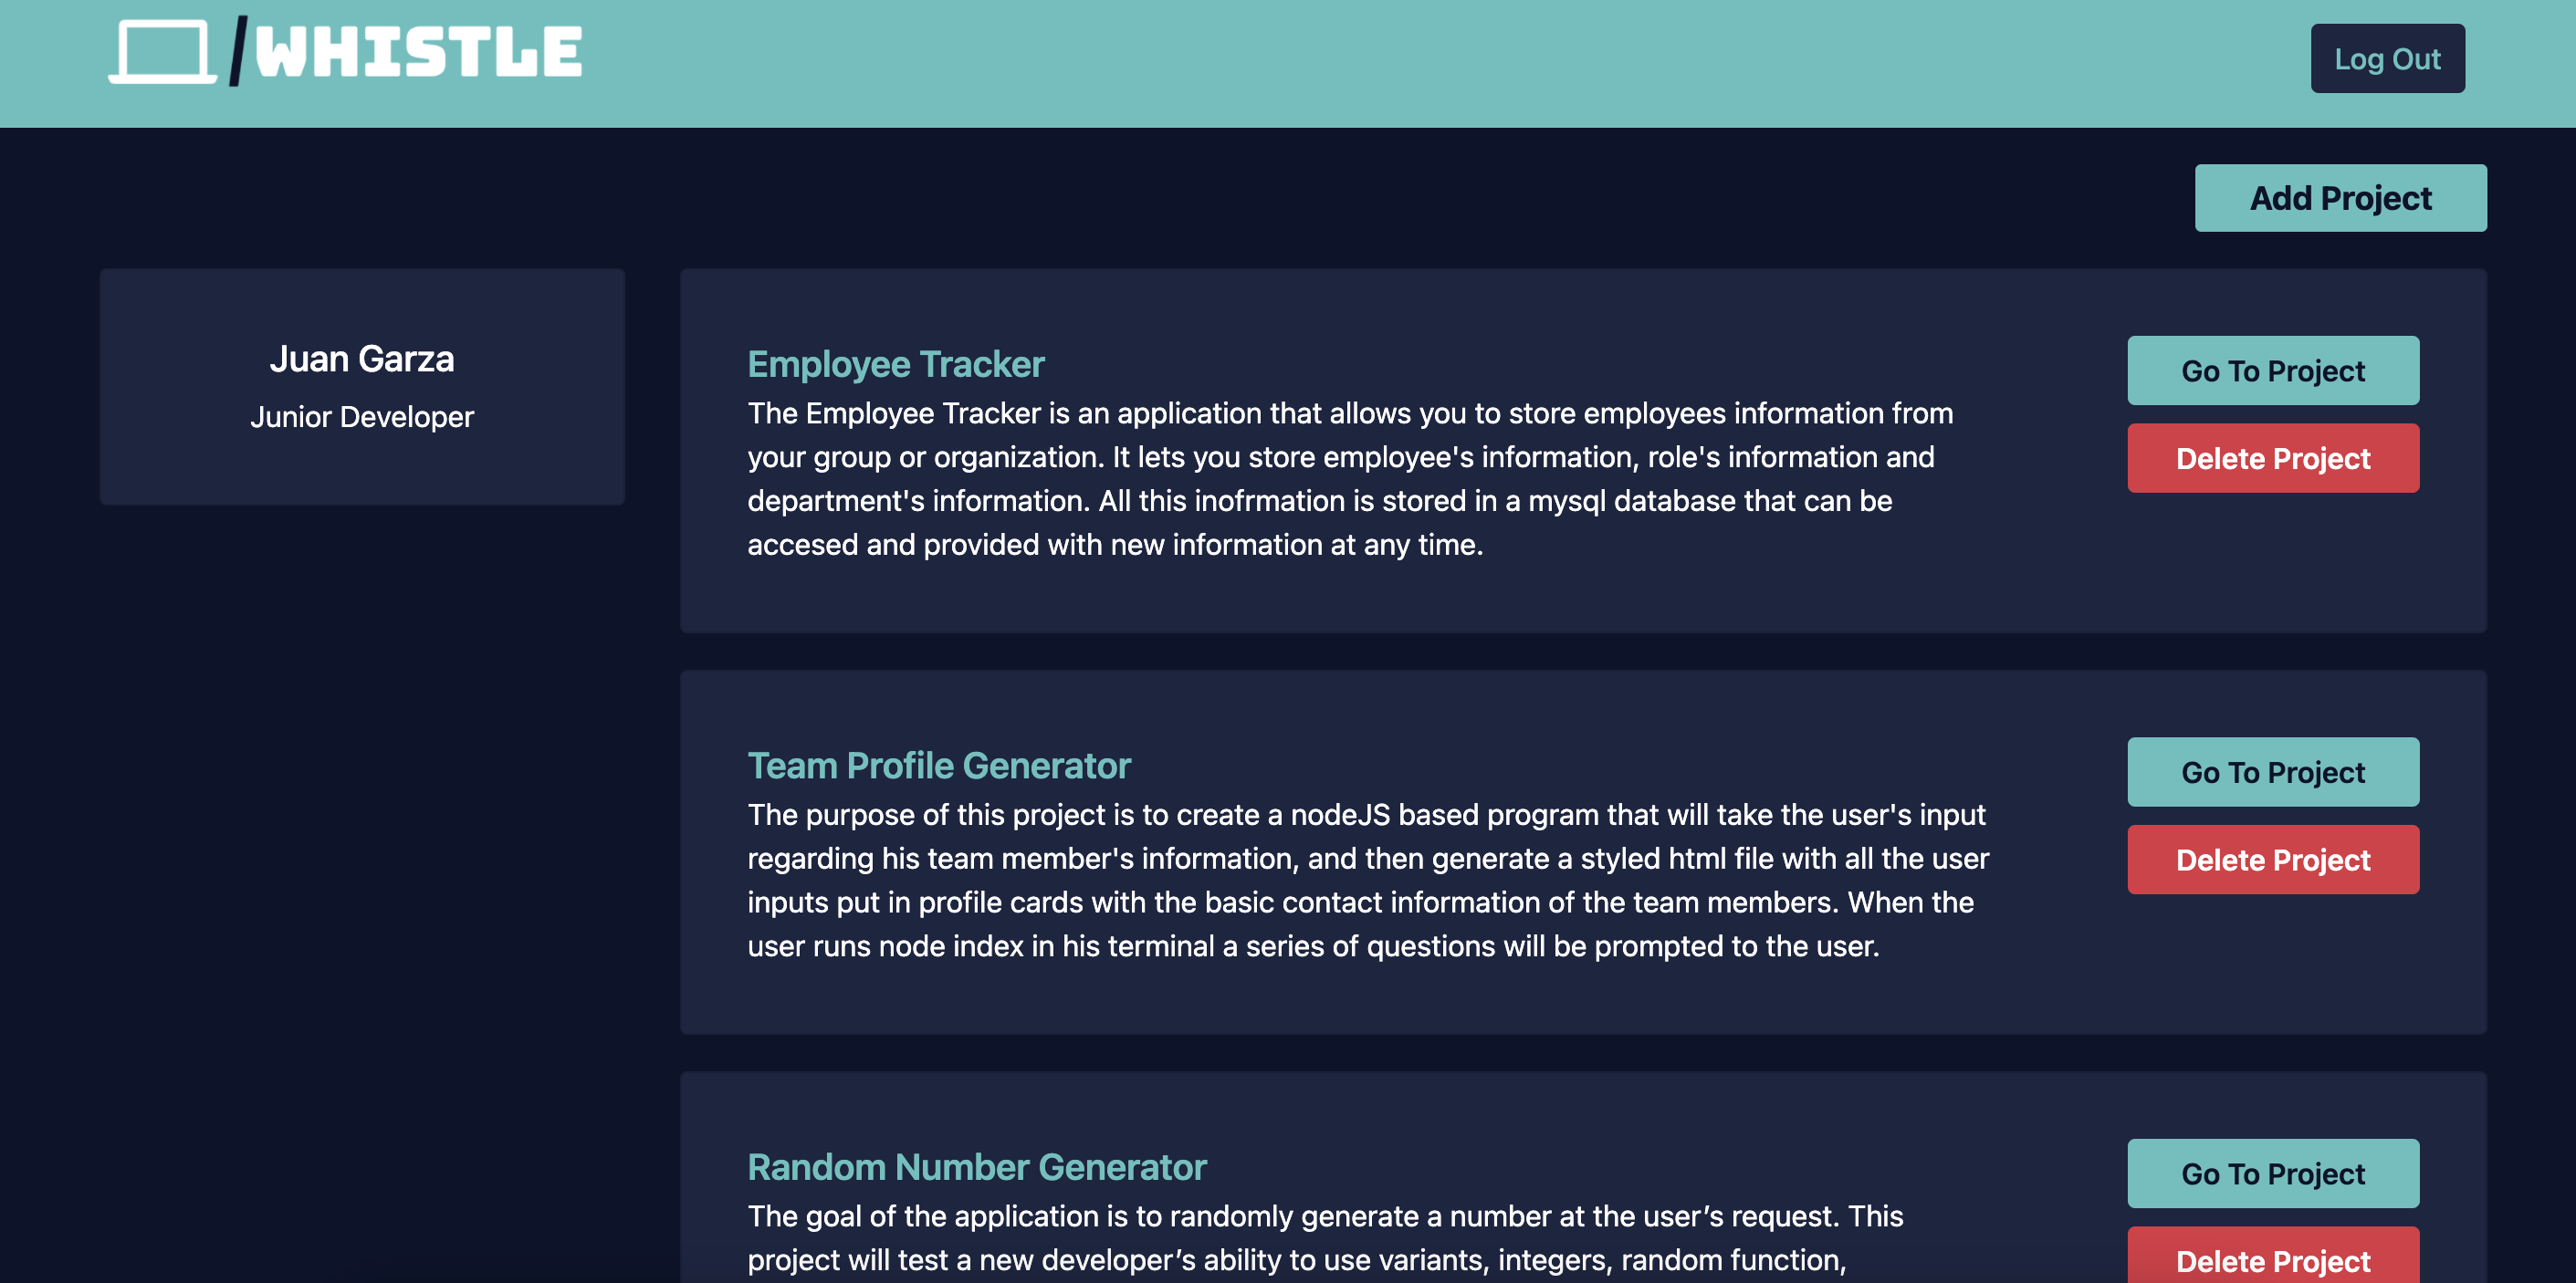 /WHISTLE
Log Out
Add Project
Juan Garza
Junior Developer
Employee Tracker
The Employee Tracker is an application that allows you to store employees information from
your group or organization. It lets you store employee's information, role's information and
department's information. All this inofrmation is stored in a mysql database that can be
accesed and provided with new information at any time.
Go To Project
Delete Project
Team Profile Generator
The purpose of this project is to create a nodeJS based program that will take the user's input
regarding his team member's information, and then generate a styled html file with all the user
inputs put in profile cards with the basic contact information of the team members. When the
user runs node index in his terminal a series of questions will be prompted to the user.
Go To Project
Delete Project
Random Number Generator
The goal of the application is to randomly generate a number at the user’s request. This
project will test a new developer’s ability to use variants, integers, random function,
Go To Project
Delete Project